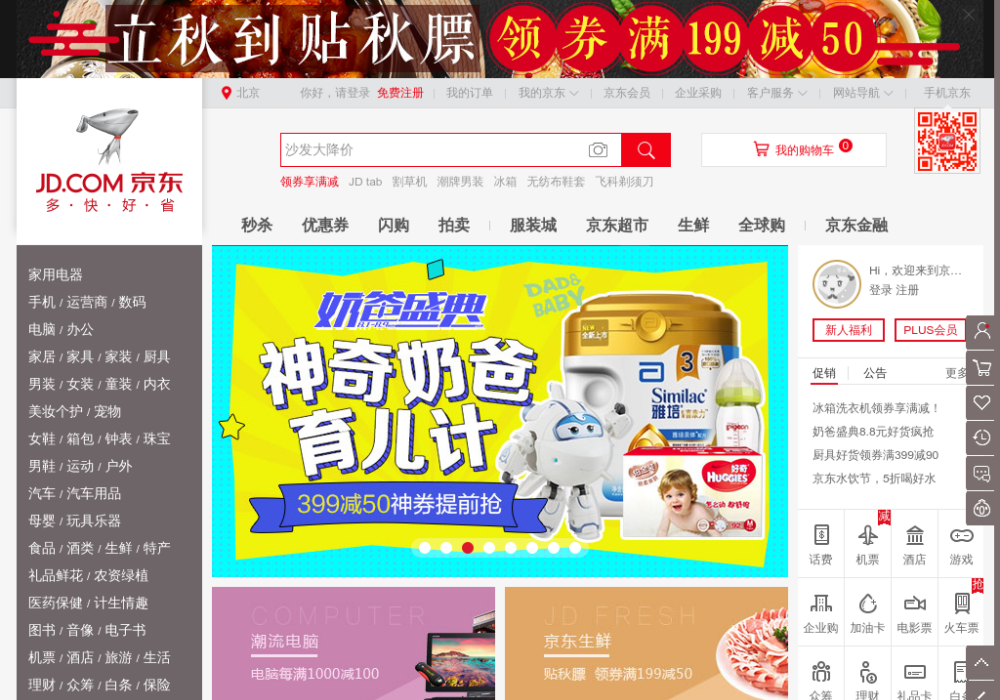 立秋到 贴秋膘 领券满199减50
北京
你好，请登录 免费注册
我的订单
我的京东
京东会员
企业采购
客户服务
网站导航
手机京东
JD.COM 京东
多·快·好·省
沙发大降价
我的购物车 0
领券享满减 JD tab 割草机 潮牌男装 冰箱 无纺布鞋套 飞科剃须刀
秒杀 优惠券 闪购 拍卖 服装城 京东超市 生鲜 全球购 京东金融
家用电器
手机 / 运营商 / 数码
电脑 / 办公
家居 / 家具 / 家装 / 厨具
男装 / 女装 / 童装 / 内衣
美妆个护 / 宠物
女鞋 / 箱包 / 钟表 / 珠宝
男鞋 / 运动 / 户外
汽车 / 汽车用品
母婴 / 玩具乐器
食品 / 酒类 / 生鲜 / 特产
礼品鲜花 / 农资绿植
医药保健 / 计生情趣
图书 / 音像 / 电子书
机票 / 酒店 / 旅游 / 生活
理财 / 众筹 / 白条 / 保险
奶爸盛典
8.1-8.9
DAD&
BABY
神奇奶爸
育儿计
399减50神券提前抢
NEW
全新上市
3
Similac
雅培
pigeon
好奇
HUGGIES
COMPUTER
潮流电脑
电脑每满1000减100
JD FRESH
京东生鲜
贴秋膘 领券满199减50
Hi，欢迎来到京…
登录 注册
新人福利
PLUS会员
促销
公告
更多
冰箱洗衣机领券享满减！
奶爸盛典8.8元好货疯抢
厨具好货领券满399减90
京东水饮节，5折喝好水
减
话费 机票 酒店 游戏
抢
企业购 加油卡 电影票 火车票
众筹 理财 礼品卡 白条